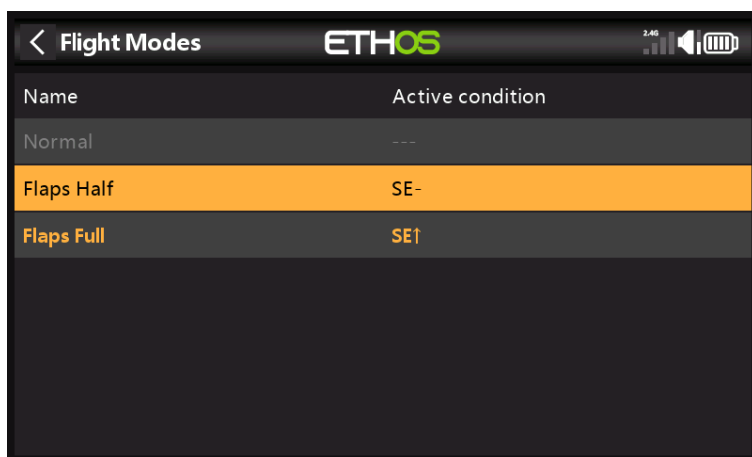 Flight Modes ETHOS 2.4G
Name Active condition
Normal ---
Flaps Half SE-
Flaps Full SE↑